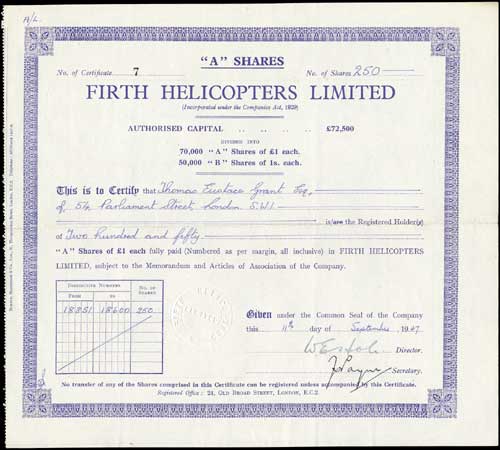 A/L.
"A" SHARES
No. of Certificate 7 No. of Shares 250
FIRTH HELICOPTERS LIMITED
(Incorporated under the Companies Act, 1929)
AUTHORISED CAPITAL .. .. .. .. £72,500
DIVIDED INTO
70,000 "A" Shares of £1 each.
50,000 "B" Shares of 1s. each.
This is to Certify that Thomas Eustace Grant Esq,
of 54 Parliament Street, London S.W.1
is/are the Registered Holder(s)
of Two hundred and fifty
"A" Shares of £1 each fully paid (Numbered as per margin, all inclusive) in FIRTH HELICOPTERS
LIMITED, subject to the Memorandum and Articles of Association of the Company.
DISTINCTIVE NUMBERS NO. OF SHARES
FROM TO
18351 18600 250
Given under the Common Seal of the Company
this 11th day of September, 1947
Director.
Secretary.
No transfer of any of the Shares comprised in this Certificate can be registered unless accompanied by this Certificate.
Registered Office: 24, OLD BROAD STREET, LONDON, E.C.2.